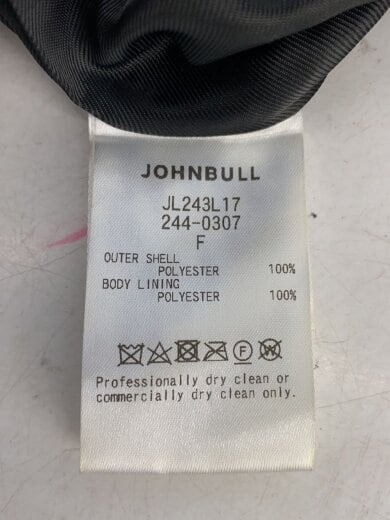 JOHNBULL
JL243L17
244-0307
F
OUTER SHELL
POLYESTER 100%
BODY LINING
POLYESTER 100%
F W
Professionally dry clean or
commercially dry clean only.